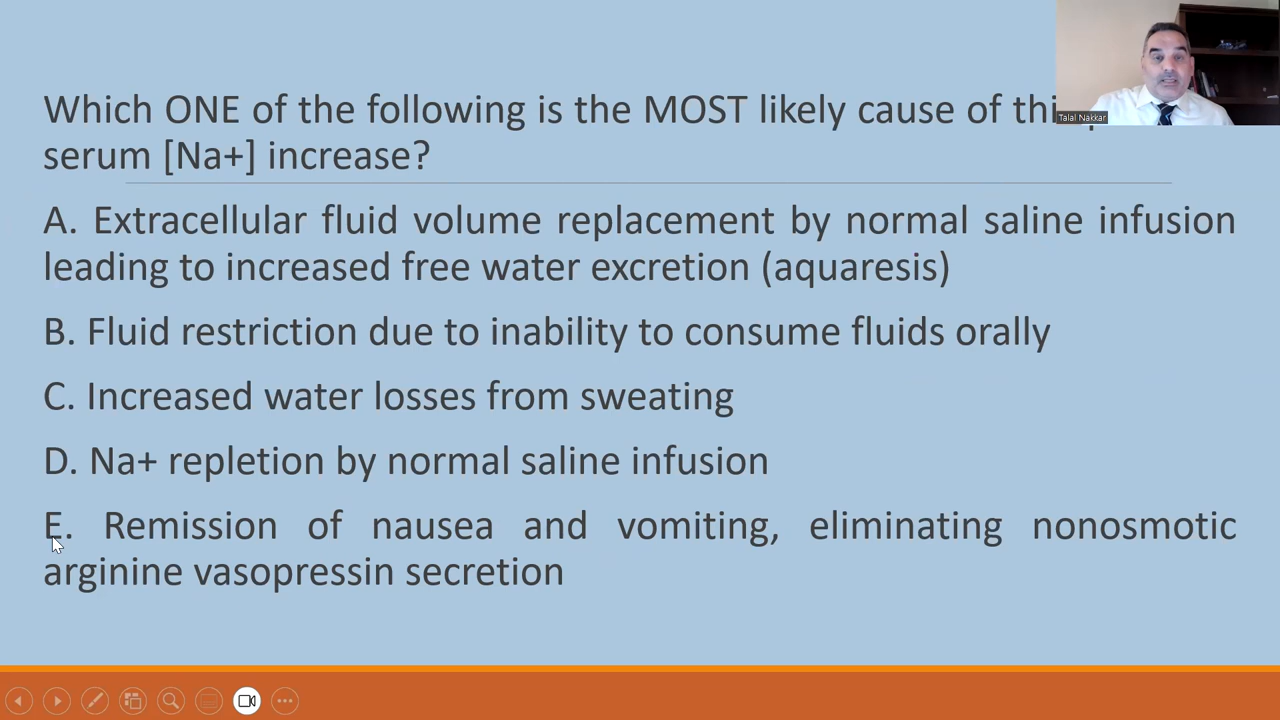 Which ONE of the following is the MOST likely cause of
serum [Na+] increase?
Talal Nakkar
A. Extracellular fluid volume replacement by normal saline infusion
leading to increased free water excretion (aquaresis)
B. Fluid restriction due to inability to consume fluids orally
C. Increased water losses from sweating
D. Na+ repletion by normal saline infusion
E. Remission of nausea and vomiting, eliminating nonosmotic
arginine vasopressin secretion